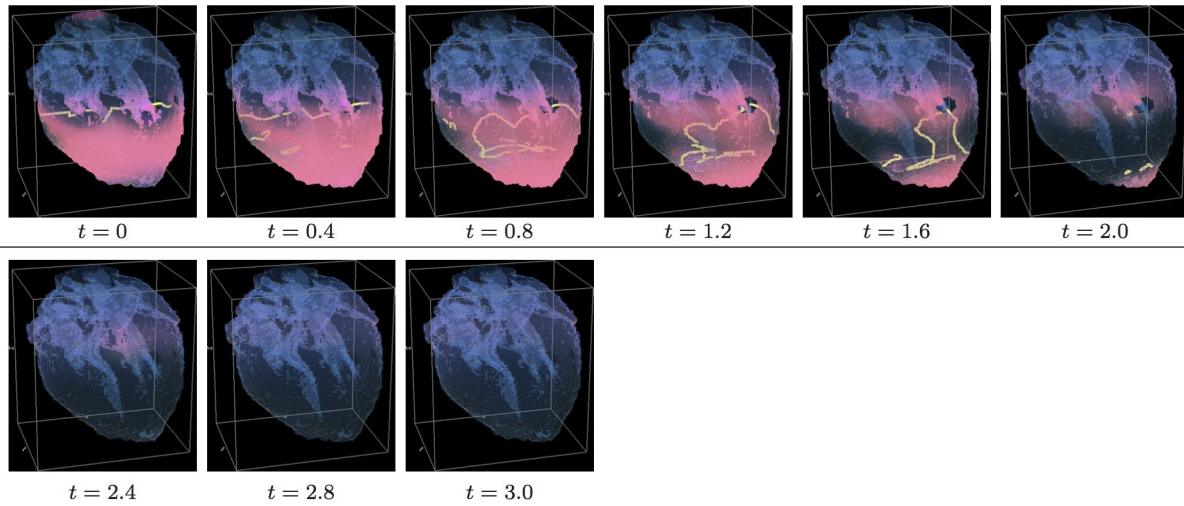 t = 0
t = 0.4
t = 0.8
t = 1.2
t = 1.6
t = 2.0
t = 2.4
t = 2.8
t = 3.0